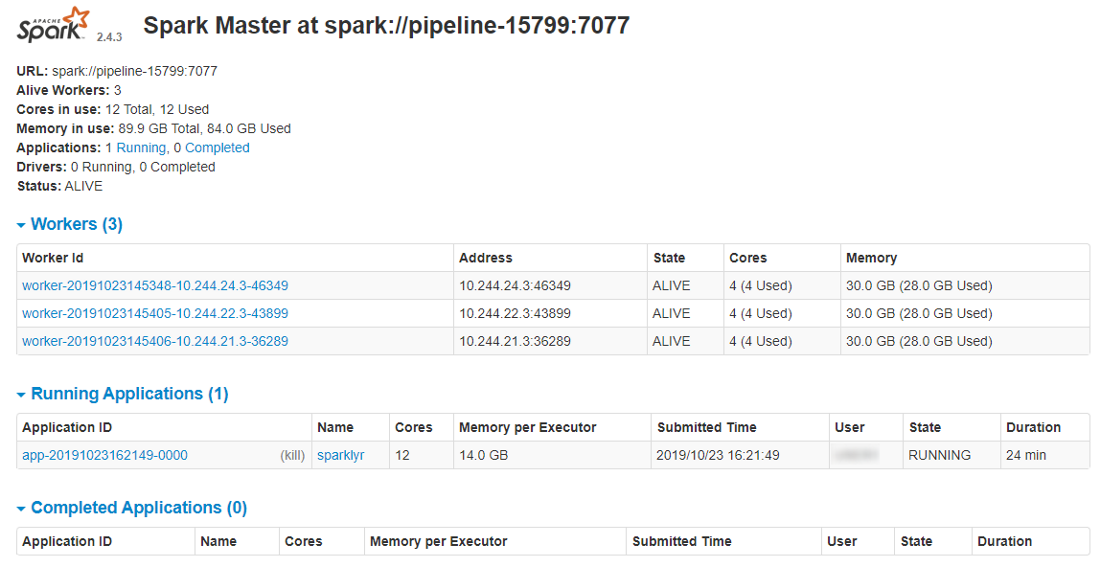 APACHE
Spark 2.4.3 Spark Master at spark://pipeline-15799:7077
URL: spark://pipeline-15799:7077
Alive Workers: 3
Cores in use: 12 Total, 12 Used
Memory in use: 89.9 GB Total, 84.0 GB Used
Applications: 1 Running, 0 Completed
Drivers: 0 Running, 0 Completed
Status: ALIVE
Workers (3)
Worker Id Address State Cores Memory
worker-20191023145348-10.244.24.3-46349 10.244.24.3:46349 ALIVE 4 (4 Used) 30.0 GB (28.0 GB Used)
worker-20191023145405-10.244.22.3-43899 10.244.22.3:43899 ALIVE 4 (4 Used) 30.0 GB (28.0 GB Used)
worker-20191023145406-10.244.21.3-36289 10.244.21.3:36289 ALIVE 4 (4 Used) 30.0 GB (28.0 GB Used)
Running Applications (1)
Application ID Name Cores Memory per Executor Submitted Time User State Duration
app-20191023162149-0000 (kill) sparklyr 12 14.0 GB 2019/10/23 16:21:49 RUNNING 24 min
Completed Applications (0)
Application ID Name Cores Memory per Executor Submitted Time User State Duration